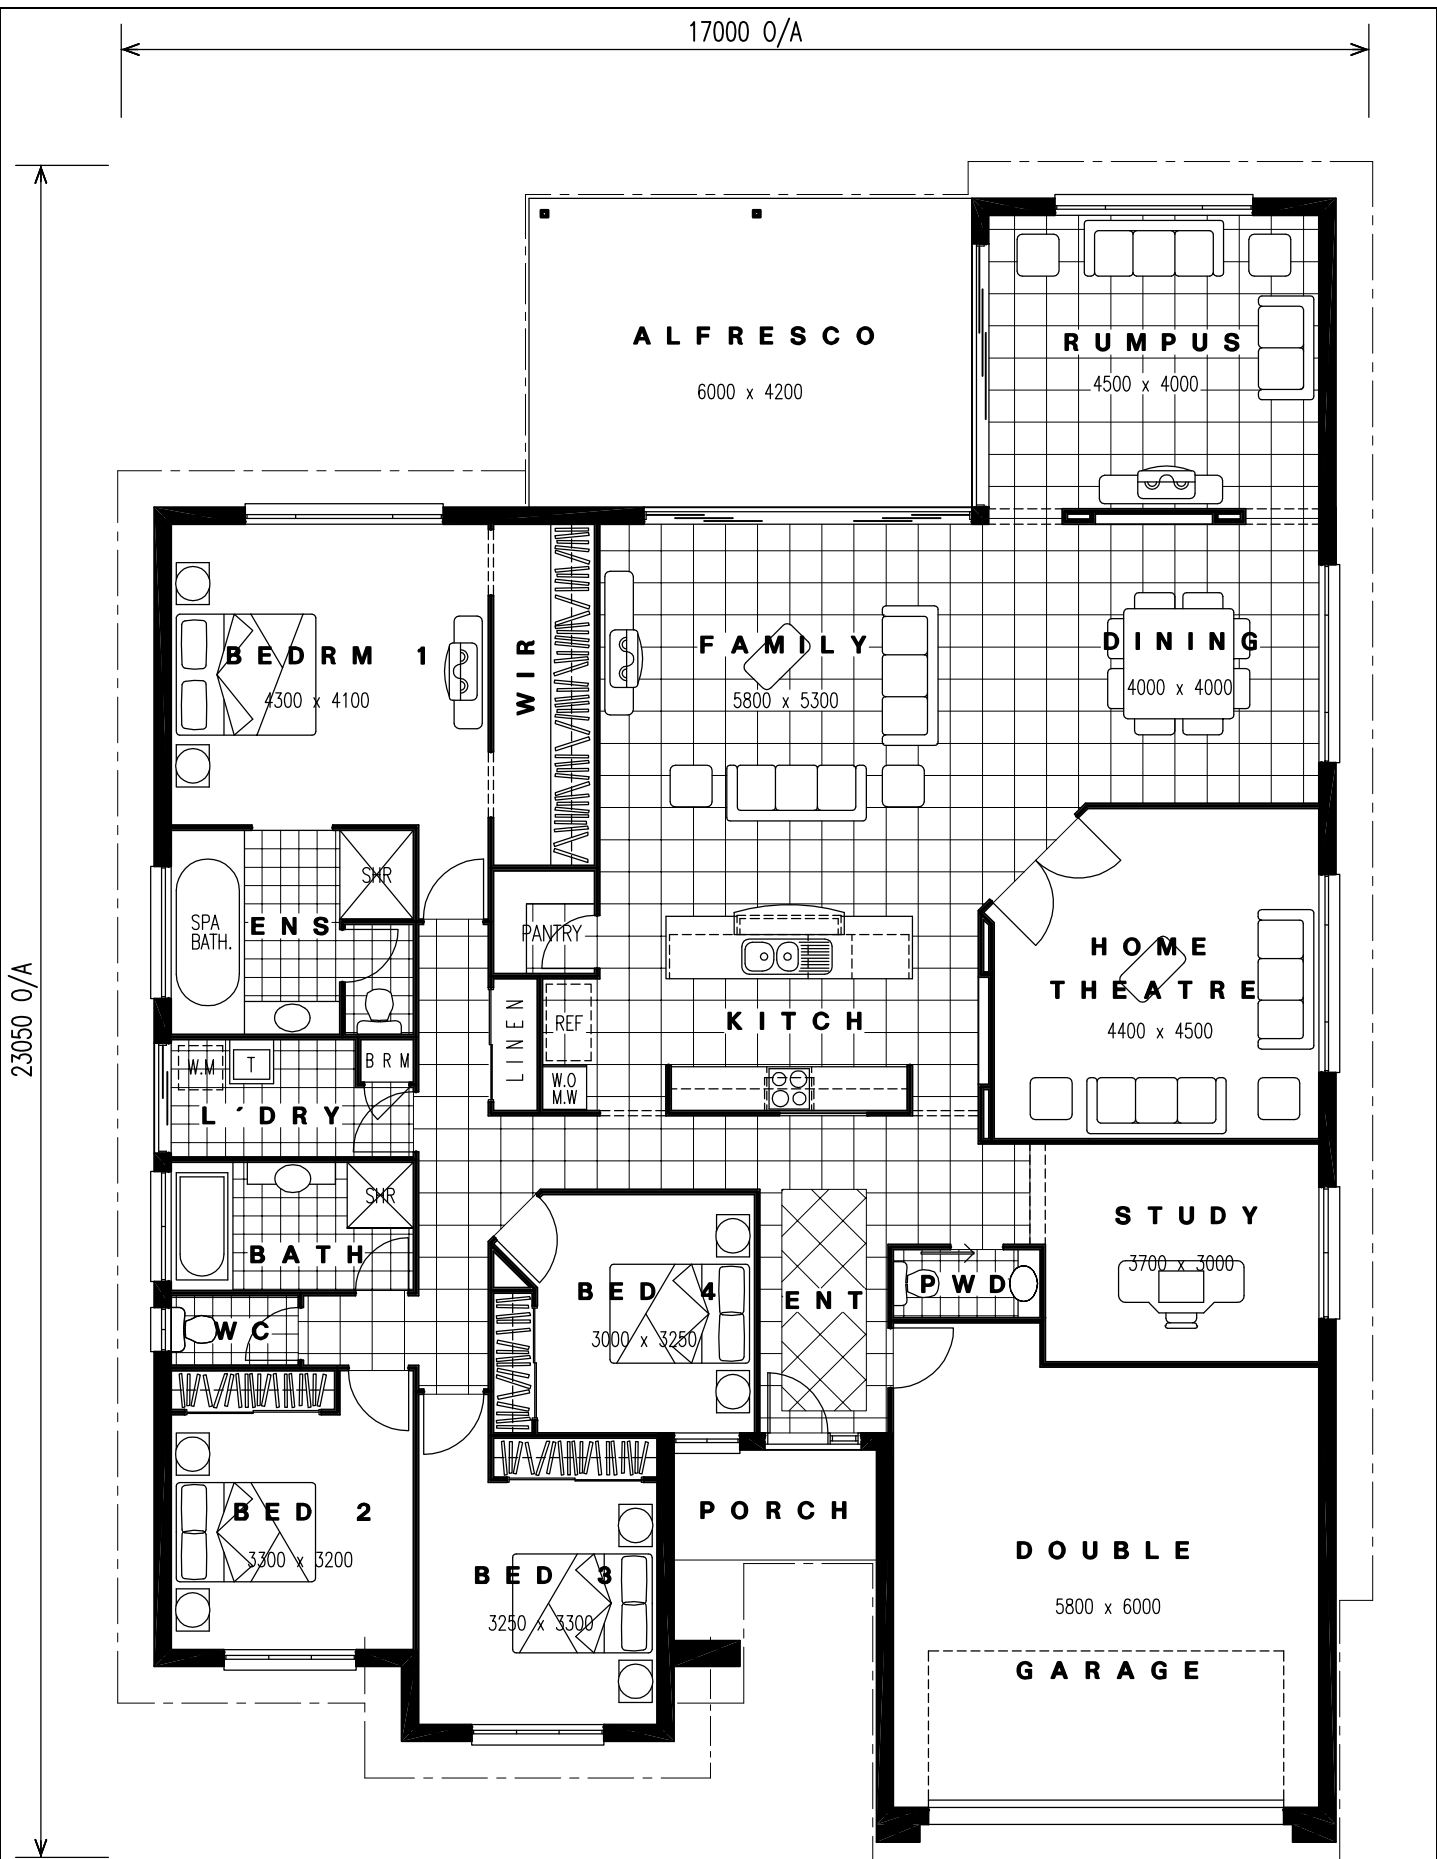 17000 O/A
23050 O/A
ALFRESCO
6000 x 4200
RUMPUS
4500 x 4000
BEDRM 1
4300 x 4100
WIR
FAMILY
5800 x 5300
DINING
4000 x 4000
SHR
SPA
BATH.
ENS
PANTRY
HOME
THEATRE
4400 x 4500
LINEN
REF
KITCH
W.M
T
BRM
W.O
M.W
L´DRY
SHR
BATH
STUDY
3700 x 3000
BED 4
3000 x 3250
ENT
PWD
WC
BED 2
3300 x 3200
PORCH
BED 3
3250 x 3300
DOUBLE
5800 x 6000
GARAGE